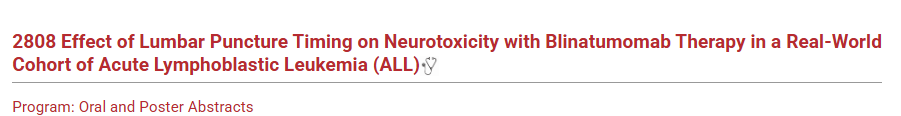 2808 Effect of Lumbar Puncture Timing on Neurotoxicity with Blinatumomab Therapy in a Real-World
Cohort of Acute Lymphoblastic Leukemia (ALL)
Program: Oral and Poster Abstracts